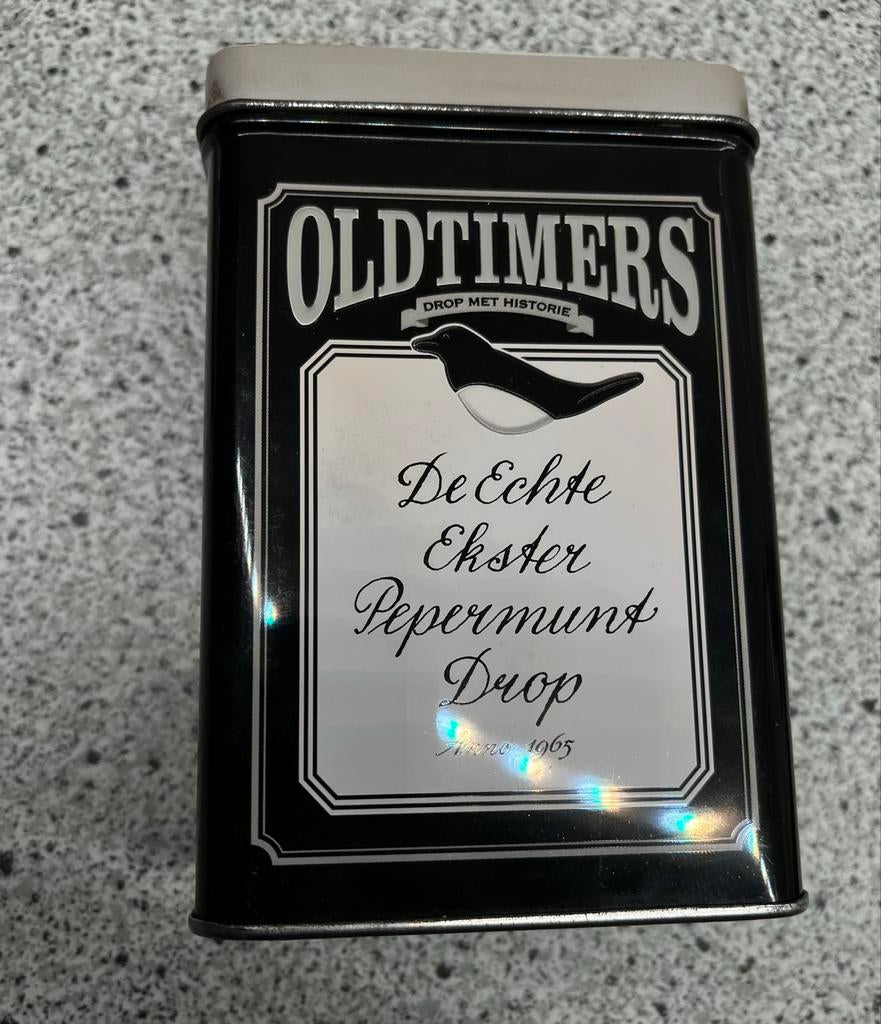 OLDTIMERS
DROP MET HISTORIE
De Echte
Ekster
Pepermunt
Drop
Anno 1965